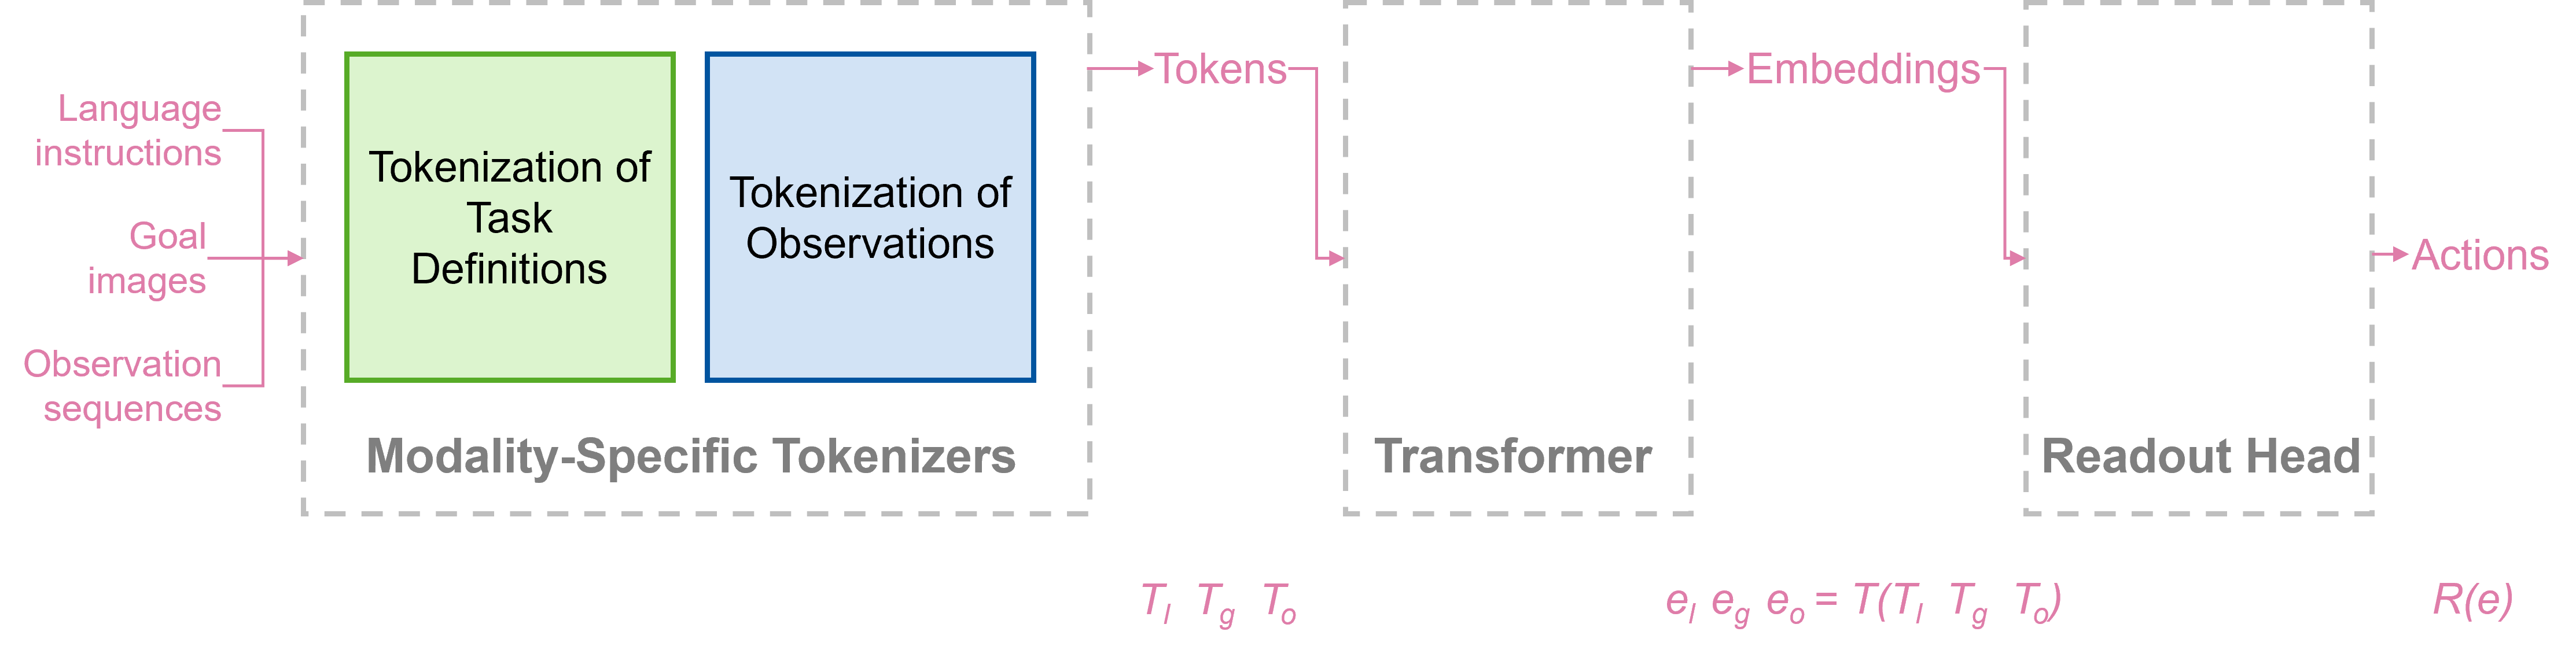 Language
instructions
Goal
images
Observation
sequences
Tokenization of
Task
Definitions
Tokenization of
Observations
Modality-Specific Tokenizers
Tokens
Transformer
Embeddings
Readout Head
Actions
T_l T_g T_o
e_l e_g e_o = T(T_l T_g T_o)
R(e)